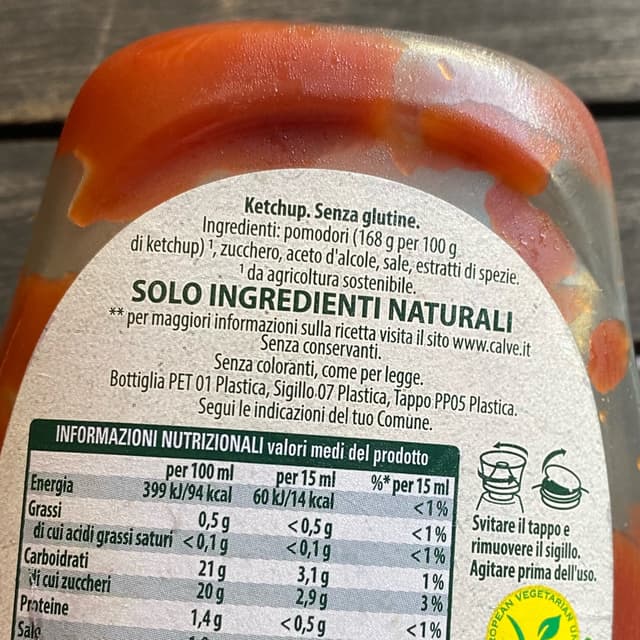 Ketchup. Senza glutine.
Ingredienti: pomodori (168 g per 100 g
di ketchup) ¹, zucchero, aceto d'alcole, sale, estratti di spezie.
¹ da agricoltura sostenibile.
SOLO INGREDIENTI NATURALI
** per maggiori informazioni sulla ricetta visita il sito www.calve.it
Senza conservanti.
Senza coloranti, come per legge.
Bottiglia PET 01 Plastica, Sigillo 07 Plastica, Tappo PP05 Plastica.
Segui le indicazioni del tuo Comune.
INFORMAZIONI NUTRIZIONALI valori medi del prodotto
per 100 ml per 15 ml %* per 15 ml
Energia 399 kJ/94 kcal 60 kJ/14 kcal <1%
Grassi 0,5 g <0,5 g <1%
di cui acidi grassi saturi <0,1 g <0,1 g <1%
Carboidrati 21 g 3,1 g 1%
di cui zuccheri 20 g 2,9 g 3%
Proteine 1,4 g <0,5 g <1%
Sale
Svitare il tappo e
rimuovere il sigillo.
Agitare prima dell'uso.
VEGETARIAN